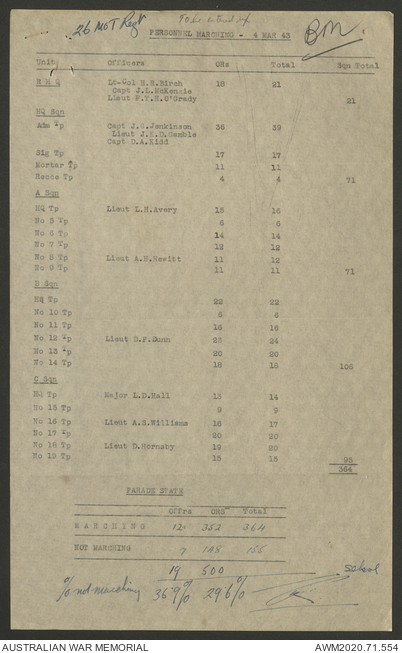 26 MOT Regt
PERSONNEL MARCHING - 4 MAR 43
Unit Officers ORs Total Sqn Total
R H Q Lt-Col H.E.Birch 18 21
Capt J.L.McKenzie
Lieut F.T.H.O'Grady 21
HQ Sqn
Adm Tp Capt J.G.Jenkinson 36 39
Lieut J.E.D.Gamble
Capt D.A.Kidd
Sig Tp 17 17
Mortar Tp 11 11
Recce Tp 4 4 71
A Sqn
HQ Tp Lieut L.R.Avery 15 16
No 5 Tp 6 6
No 6 Tp 14 14
No 7 Tp 12 12
No 8 Tp Lieut A.H.Hewitt 11 12
No 9 Tp 11 11 71
B Sqn
HQ Tp 22 22
No 10 Tp 6 6
No 11 Tp 16 16
No 12 Tp Lieut D.F.Dunn 23 24
No 13 Tp 20 20
No 14 Tp 18 18 106
C Sqn
HQ Tp Major L.D.Hall 13 14
No 15 Tp 9 9
No 16 Tp Lieut A.S.Williams 16 17
No 17 Tp 20 20
No 18 Tp Lieut D.Hornsby 19 20
No 19 Tp 15 15 95
364
PARADE STATE
Offrs ORS Total
MARCHING 12 352 364
NOT MARCHING 7 148 155
19 500
% not marching 36.9% 29.6%
AUSTRALIAN WAR MEMORIAL AWM2020.71.554